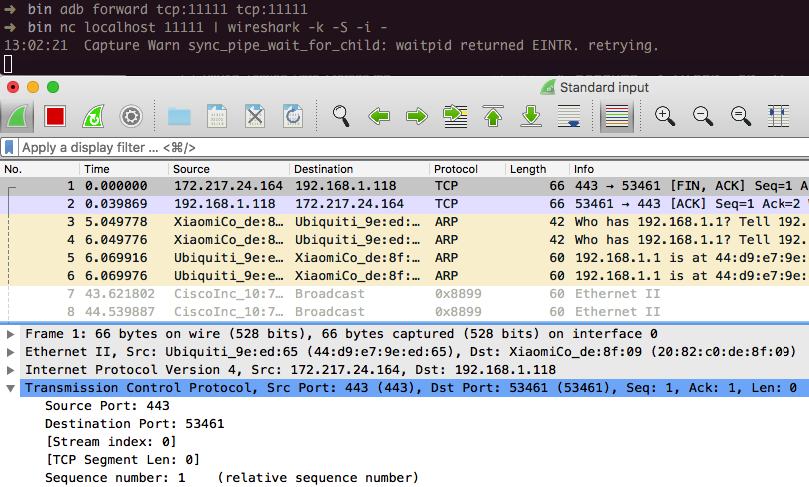 ➜ bin adb forward tcp:11111 tcp:11111
➜ bin nc localhost 11111 | wireshark -k -S -i -
13:02:21 Capture Warn sync_pipe_wait_for_child: waitpid returned EINTR. retrying.
Standard input
Apply a display filter ... <⌘/>
No. Time Source Destination Protocol Length Info
1 0.000000 172.217.24.164 192.168.1.118 TCP 66 443 → 53461 [FIN, ACK] Seq=1 A
2 0.039869 192.168.1.118 172.217.24.164 TCP 66 53461 → 443 [ACK] Seq=1 Ack=2
3 5.049778 XiaomiCo_de:8… Ubiquiti_9e:ed:… ARP 42 Who has 192.168.1.1? Tell 192.
4 6.049776 XiaomiCo_de:8… Ubiquiti_9e:ed:… ARP 42 Who has 192.168.1.1? Tell 192.
5 6.069916 Ubiquiti_9e:e… XiaomiCo_de:8f:… ARP 60 192.168.1.1 is at 44:d9:e7:9e:
6 6.069976 Ubiquiti_9e:e… XiaomiCo_de:8f:… ARP 60 192.168.1.1 is at 44:d9:e7:9e:
7 43.621802 CiscoInc_10:7… Broadcast 0x8899 60 Ethernet II
8 44.539887 CiscoInc_10:7… Broadcast 0x8899 60 Ethernet II
Frame 1: 66 bytes on wire (528 bits), 66 bytes captured (528 bits) on interface 0
Ethernet II, Src: Ubiquiti_9e:ed:65 (44:d9:e7:9e:ed:65), Dst: XiaomiCo_de:8f:09 (20:82:c0:de:8f:09)
Internet Protocol Version 4, Src: 172.217.24.164, Dst: 192.168.1.118
Transmission Control Protocol, Src Port: 443 (443), Dst Port: 53461 (53461), Seq: 1, Ack: 1, Len: 0
Source Port: 443
Destination Port: 53461
[Stream index: 0]
[TCP Segment Len: 0]
Sequence number: 1 (relative sequence number)